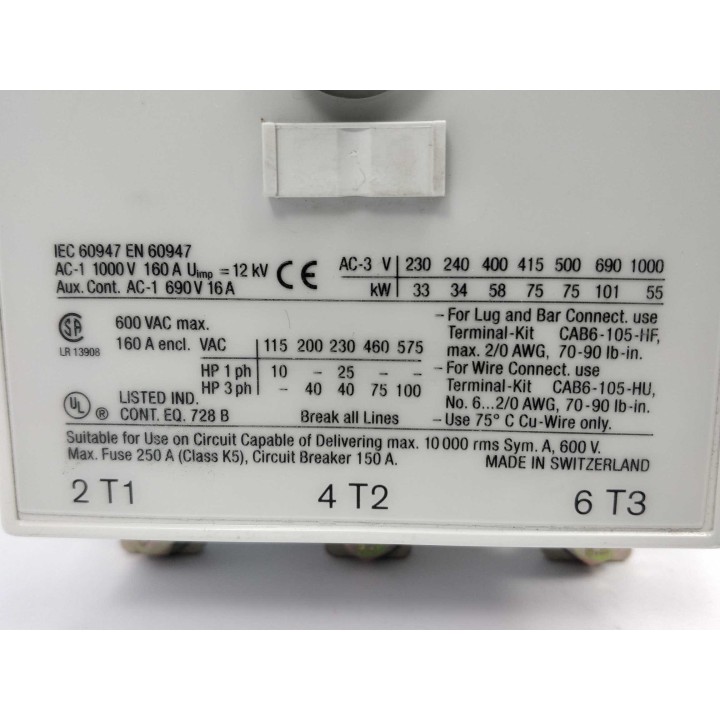 IEC 60947 EN 60947
AC-1 1000 V 160 A Uimp = 12 kV CE
Aux. Cont. AC-1 690 V 16 A
AC-3 V 230 240 400 415 500 690 1000
kW 33 34 58 75 75 101 55
SA
LR 13908
600 VAC max.
160 A encl. VAC 115 200 230 460 575
HP 1 ph 10 – 25 – –
HP 3 ph – 40 40 75 100
UL ®
LISTED IND.
CONT. EQ. 728 B
Break all Lines
– For Lug and Bar Connect. use
Terminal-Kit CAB6-105-HF,
max. 2/0 AWG, 70-90 lb-in.
– For Wire Connect. use
Terminal-Kit CAB6-105-HU,
No. 6...2/0 AWG, 70-90 lb-in.
– Use 75° C Cu-Wire only.
Suitable for Use on Circuit Capable of Delivering max. 10 000 rms Sym. A, 600 V.
Max. Fuse 250 A (Class K5), Circuit Breaker 150 A.
MADE IN SWITZERLAND
2 T1 4 T2 6 T3